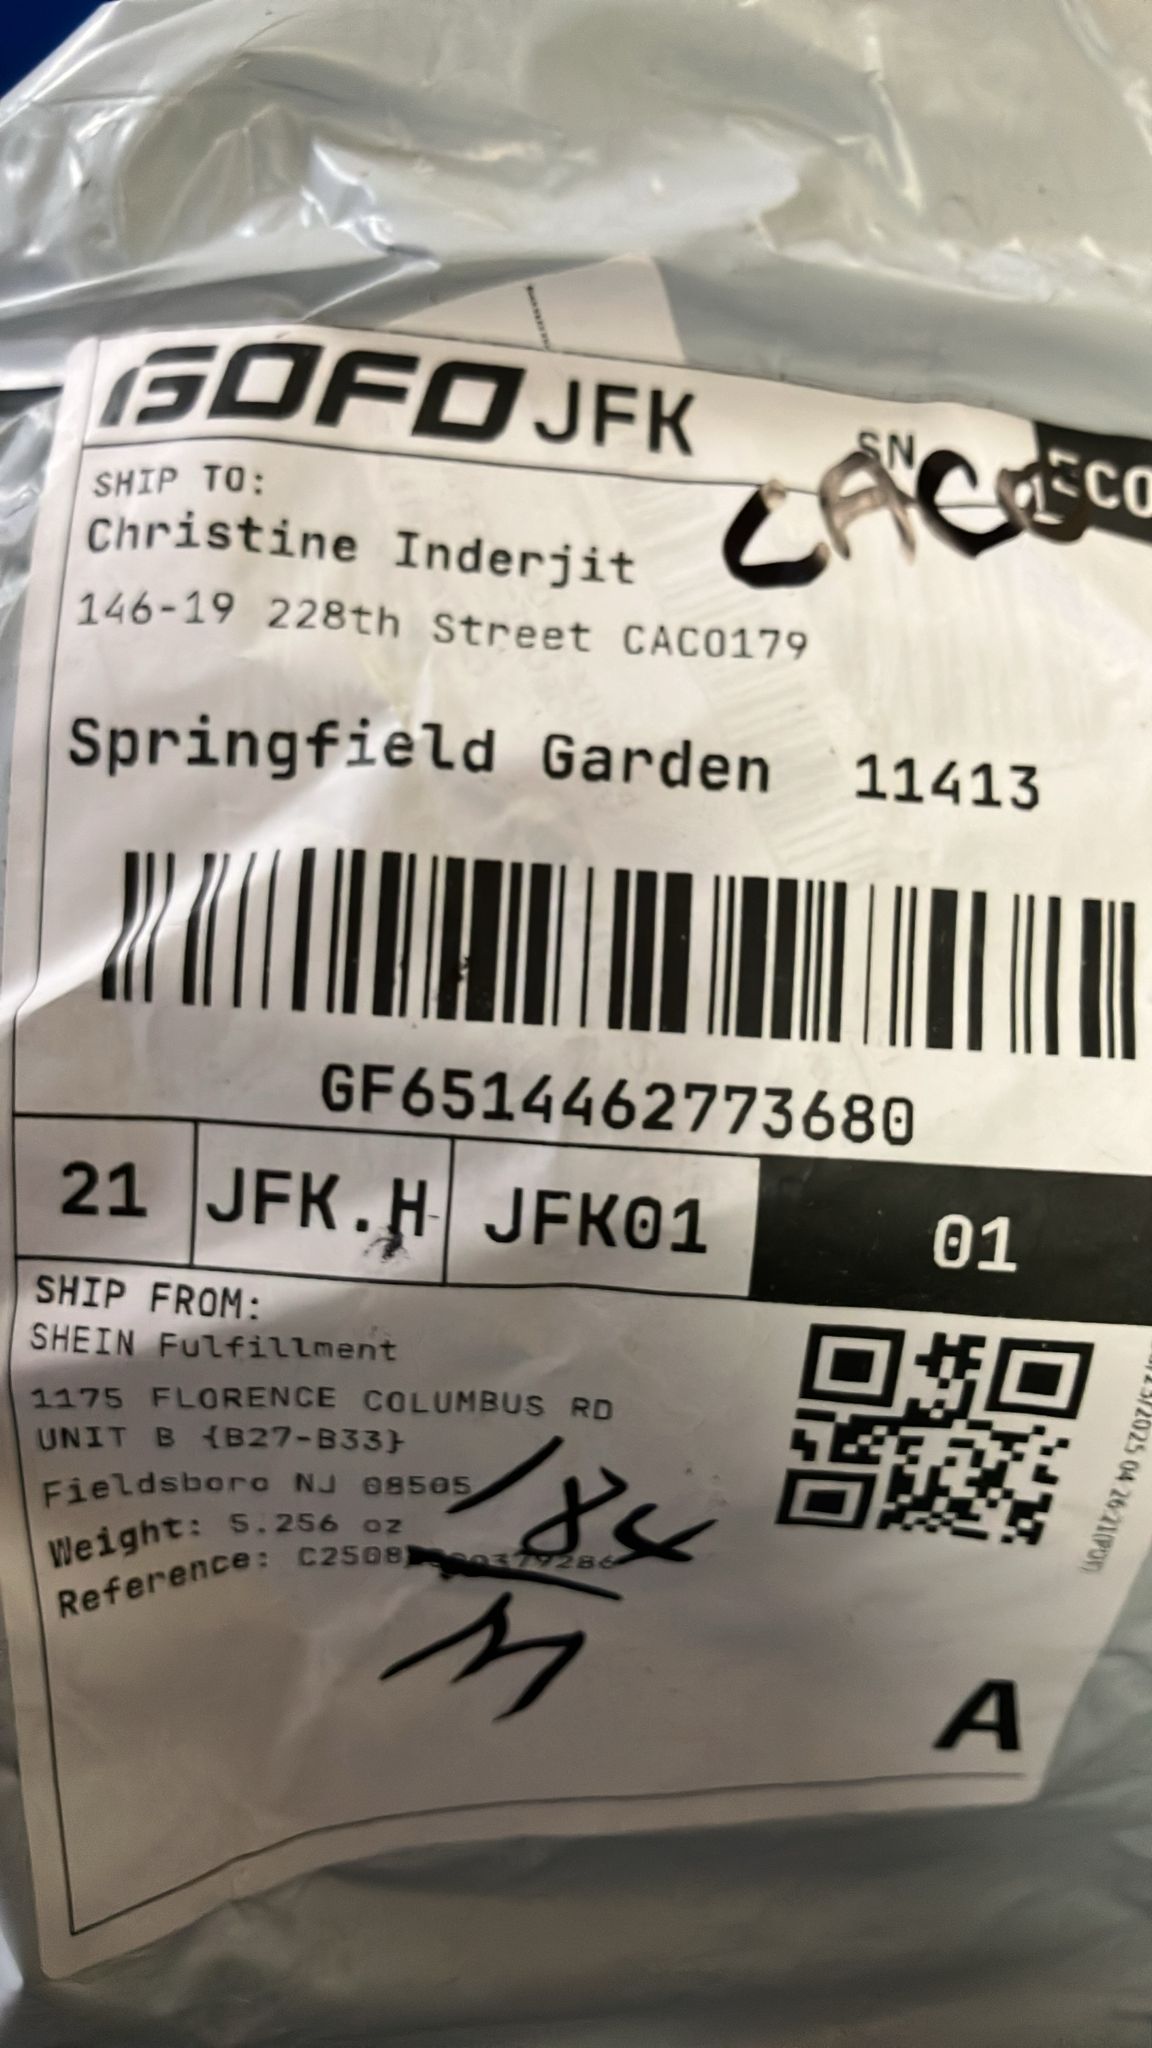 GOFO JFK
SN
CACO
SHIP TO:
Christine Inderjit
146-19 228th Street CAC0179
Springfield Garden 11413
GF6514462773680
21 JFK.H JFK01 01
SHIP FROM:
SHEIN Fulfillment
1175 FLORENCE COLUMBUS RD
UNIT B {B27-B33}
Fieldsboro NJ 08505
Weight: 5.256 oz
Reference:
A